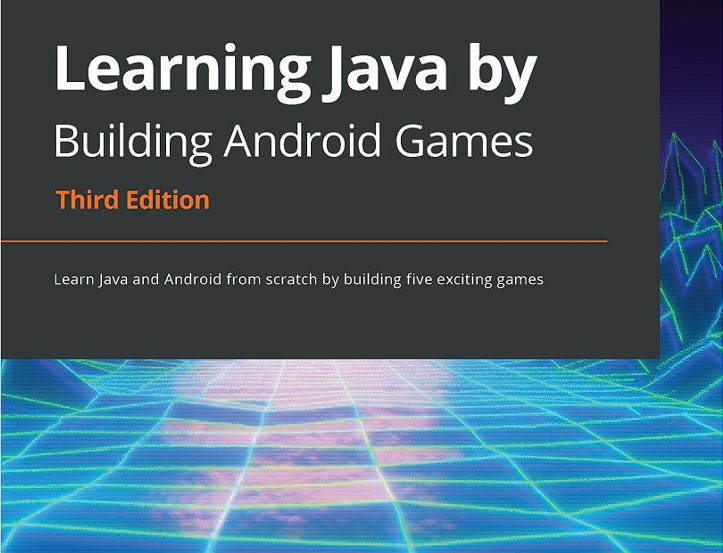 Learning Java by
Building Android Games
Third Edition
Learn Java and Android from scratch by building five exciting games